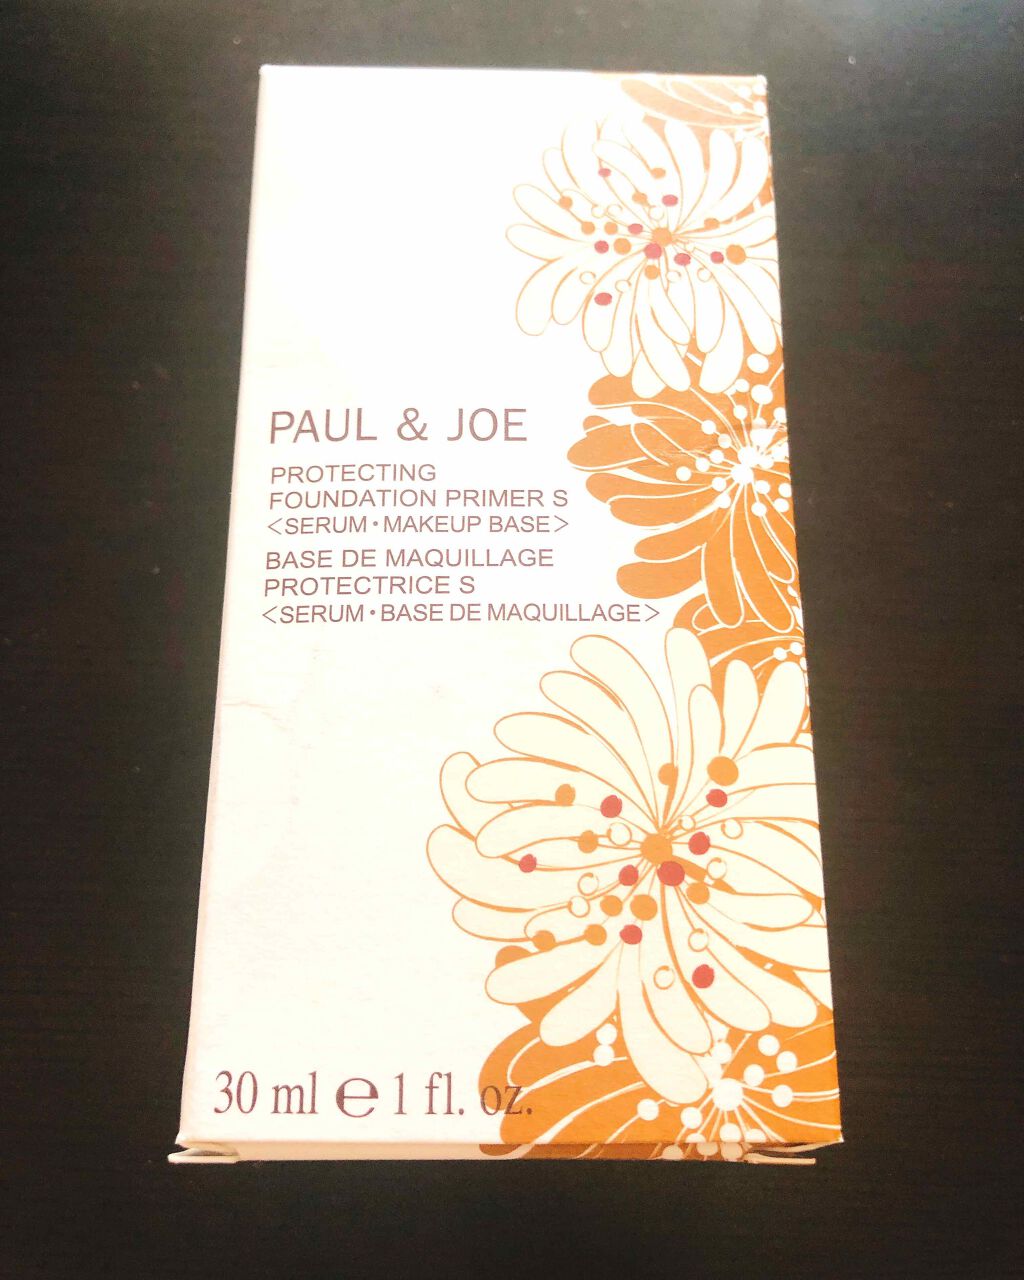 PAUL & JOE
PROTECTING
FOUNDATION PRIMER S
<SERUM・MAKEUP BASE>
BASE DE MAQUILLAGE
PROTECTRICE S
<SERUM・BASE DE MAQUILLAGE>
30 ml ℮ 1 fl. oz.